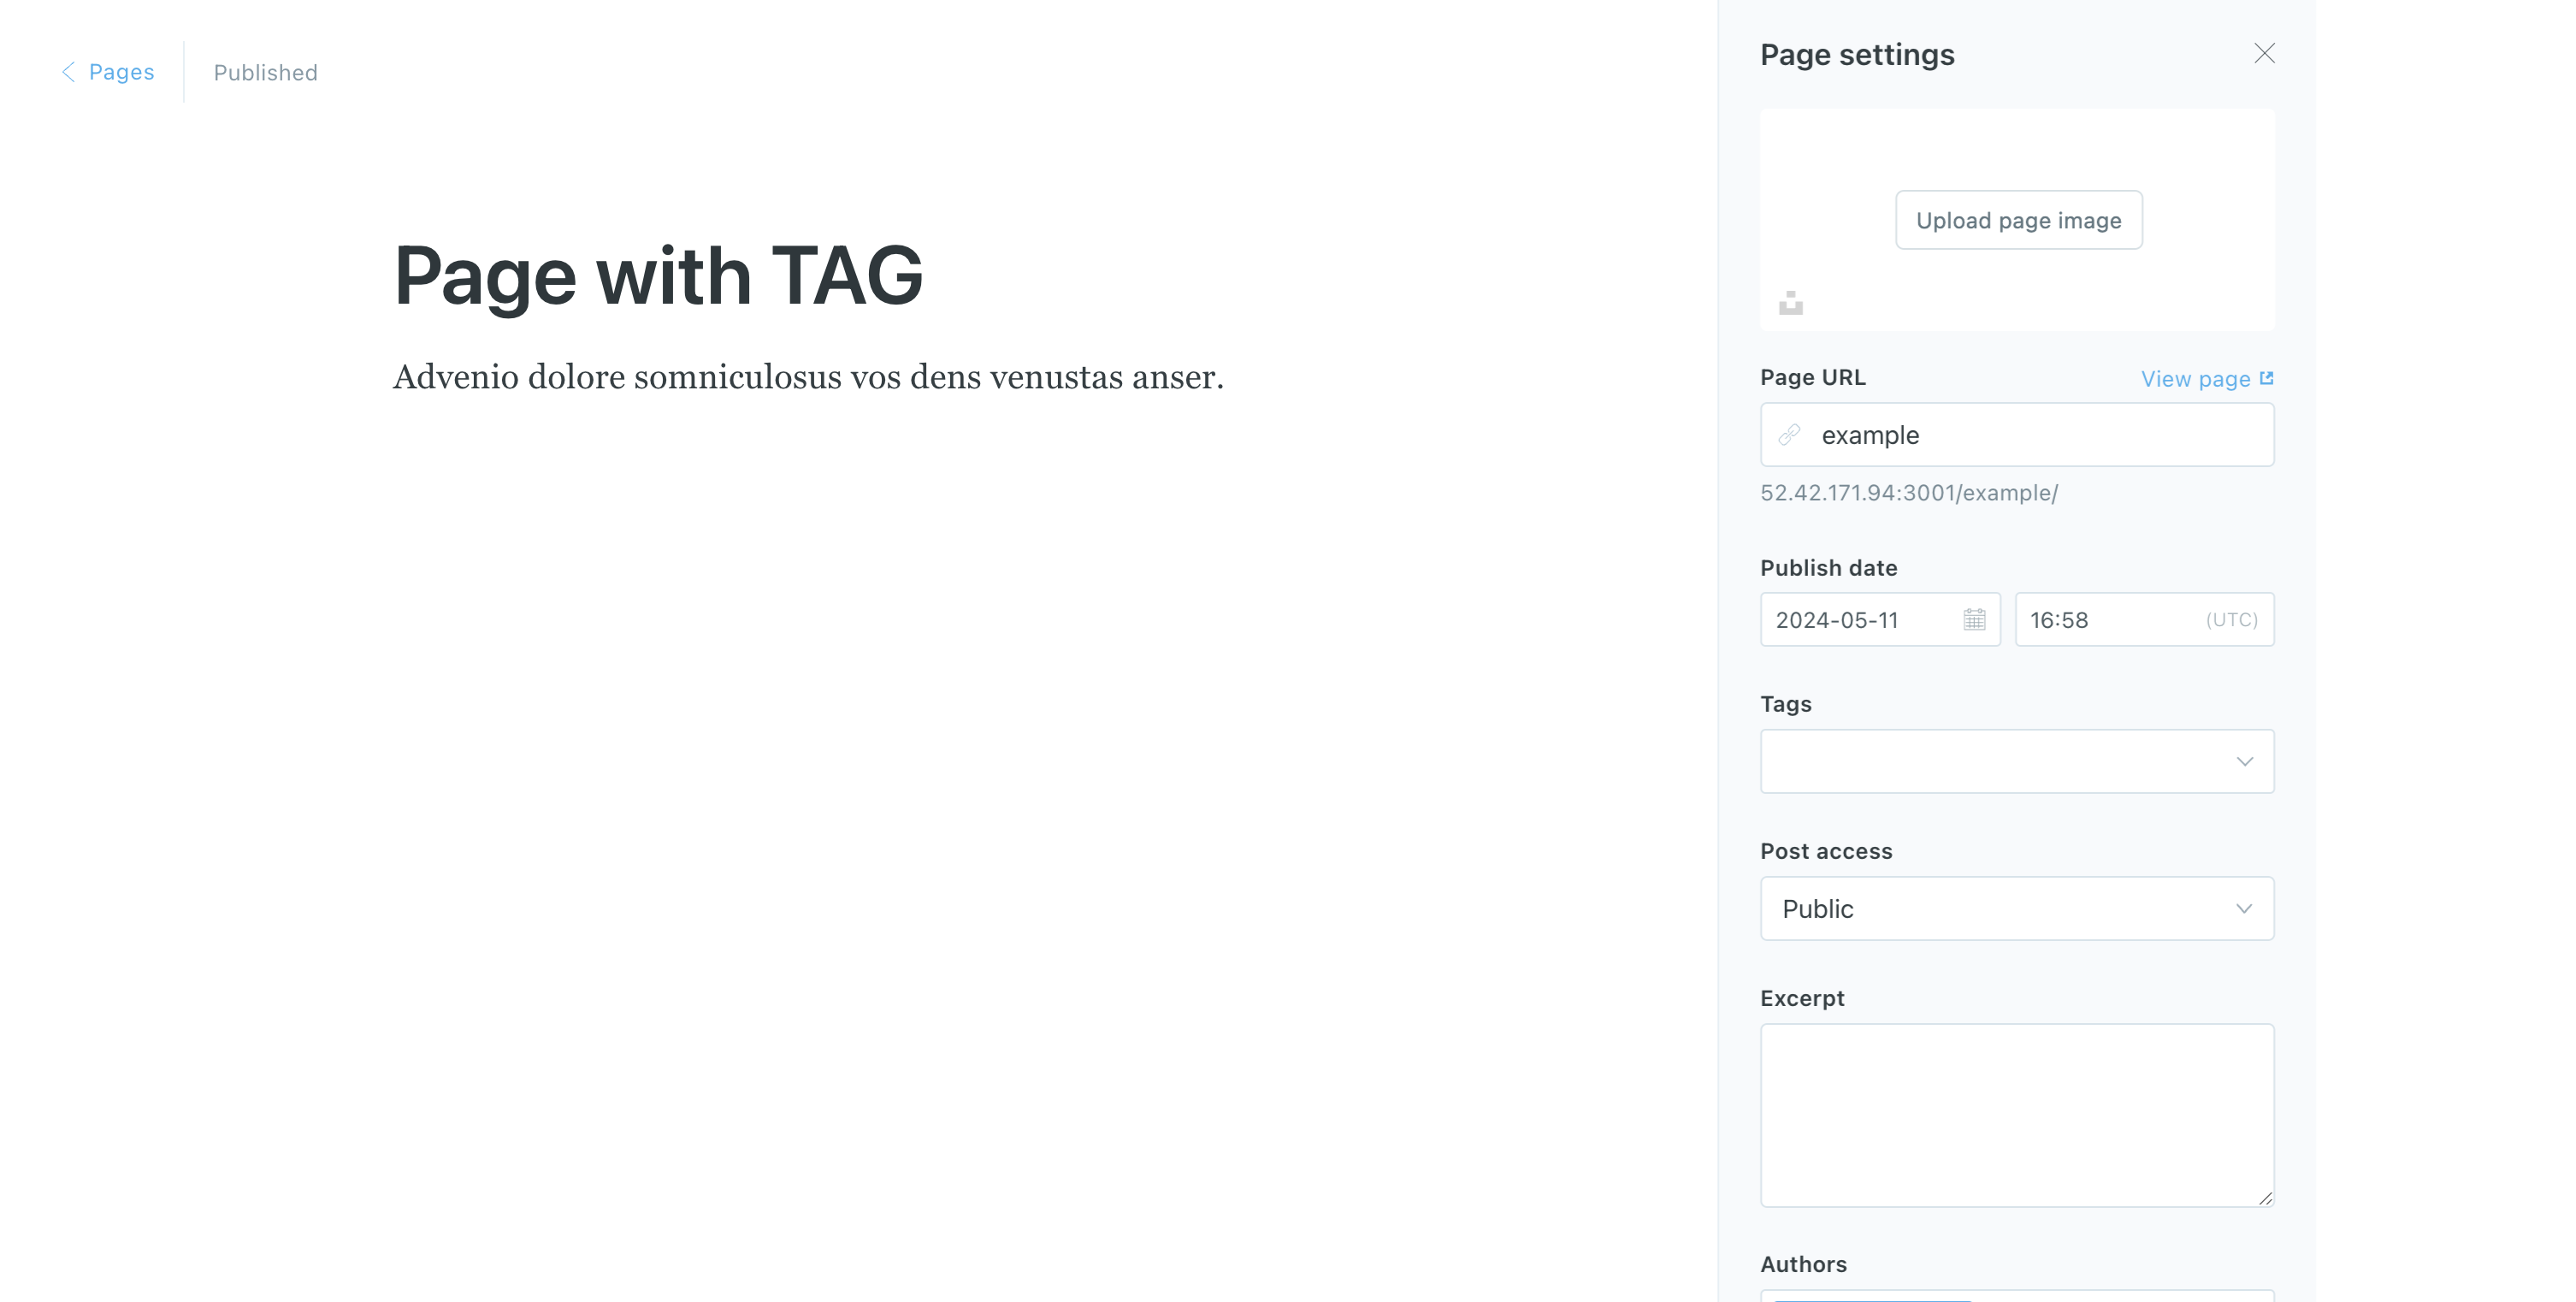 Pages
Published
Page with TAG
Advenio dolore somniculosus vos dens venustas anser.
Page settings
Upload page image
Page URL
View page
example
52.42.171.94:3001/example/
Publish date
2024-05-11
16:58
(UTC)
Tags
Post access
Public
Excerpt
Authors